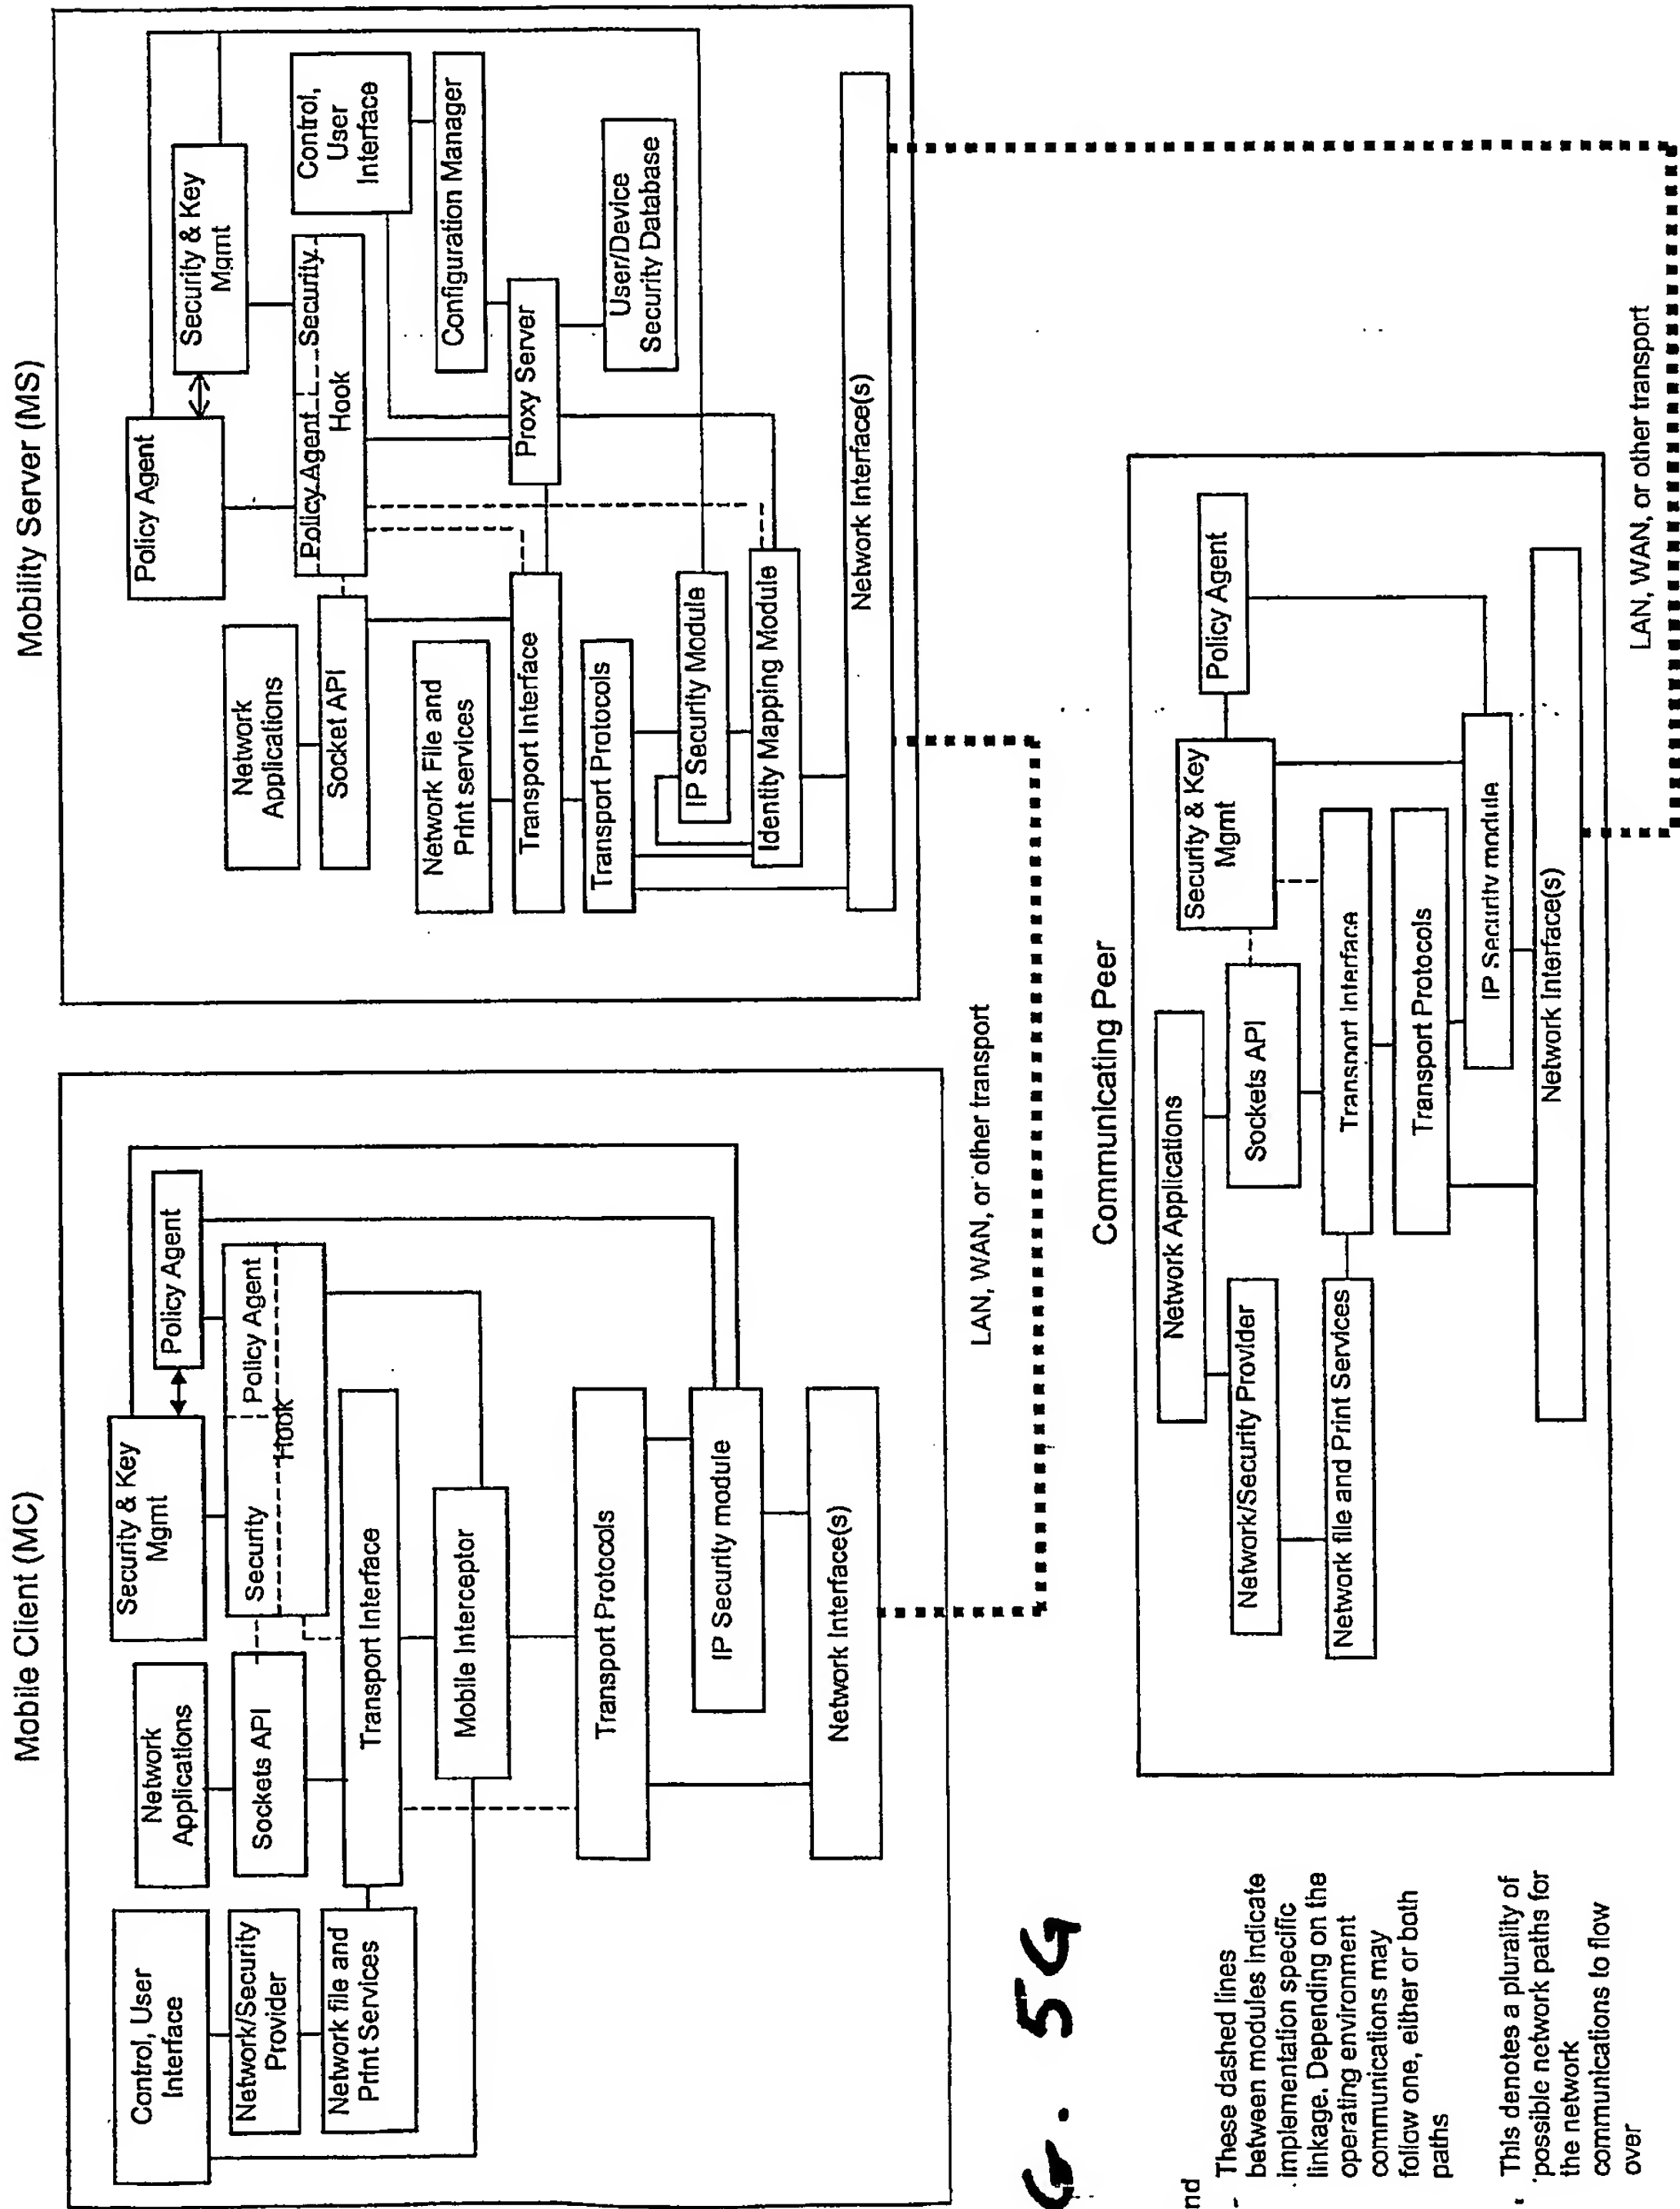 Mobile Client (MC)
Control, User
Interface
Network/Security
Provider
Network file and
Print Services
Network
Applications
Sockets API
Security & Key
Mgmt
Policy Agent
Security
Policy Agent
Hook
Transport Interface
Mobile Interceptor
Transport Protocols
IP Security module
Network Interface(s)
LAN, WAN, or other transport
Mobility Server (MS)
Policy Agent
Security & Key
Mgmt
Network
Applications
Socket API
Policy Agent
Security
Hook
Control,
User
Interface
Network File and
Print services
Configuration Manager
Transport Interface
Proxy Server
Transport Protocols
User/Device
Security Database
IP Security Module
Identity Mapping Module
Network Interface(s)
LAN, WAN, or other transport
Communicating Peer
Network Applications
Security & Key
Mgmt
Policy Agent
Network/Security Provider
Sockets API
Network file and Print Services
Transport Interface
Transport Protocols
IP Security module
Network Interface(s)
G. 5G
nd
These dashed lines
between modules indicate
implementation specific
linkage. Depending on the
operating environment
communications may
follow one, either or both
paths
This denotes a plurality of
possible network paths for
the network
communications to flow
over